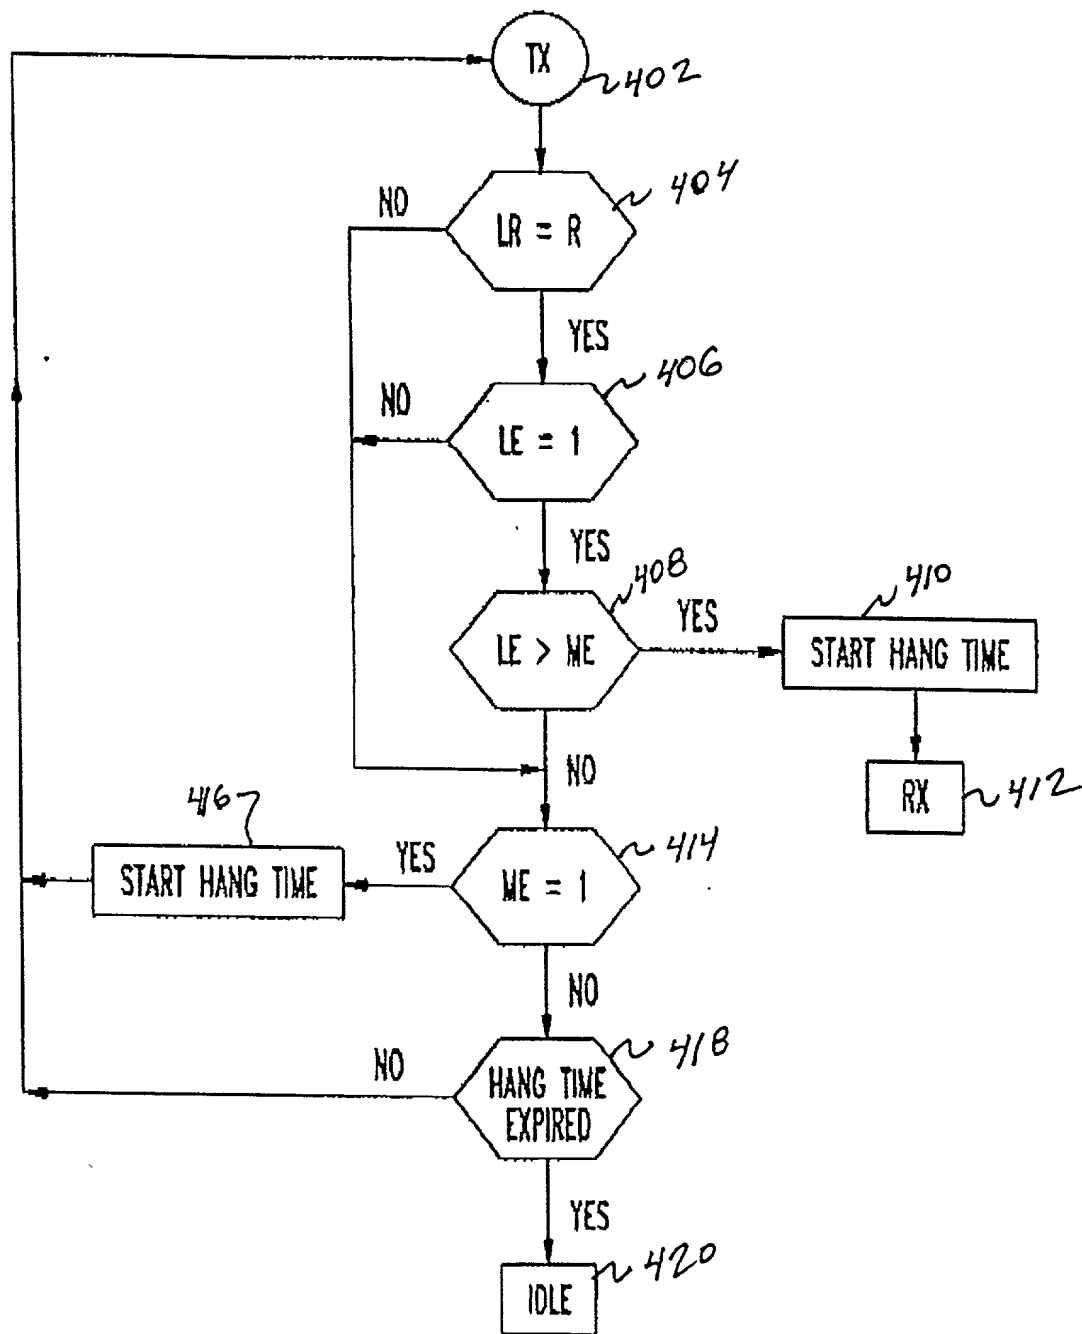 TX
402
404
NO
LR = R
YES
406
NO
LE = 1
YES
408
410
YES
LE > ME
START HANG TIME
NO
RX
412
416
414
YES
START HANG TIME
ME = 1
NO
418
NO
HANG TIME
EXPIRED
YES
420
IDLE